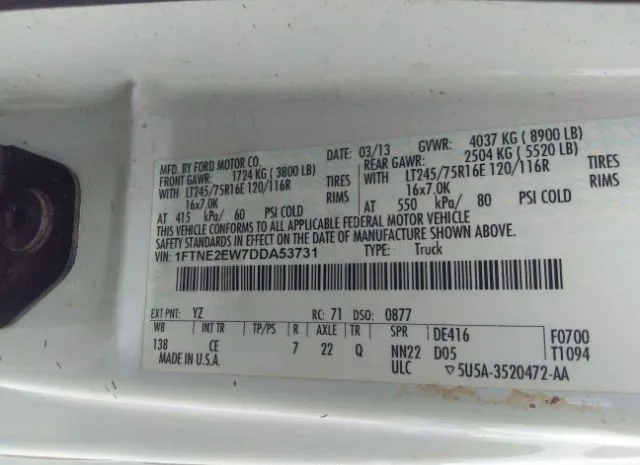 MFD. BY FORD MOTOR CO.
DATE: 03/13 GVWR: 4037 KG ( 8900 LB)
FRONT GAWR: 1724 KG ( 3800 LB) REAR GAWR: 2504 KG ( 5520 LB)
WITH LT245/75R16E 120/116R TIRES WITH LT245/75R16E 120/116R TIRES
16x7.0K RIMS 16x7.0K RIMS
AT 415 kPa/ 60 PSI COLD AT 550 kPa/ 80 PSI COLD
THIS VEHICLE CONFORMS TO ALL APPLICABLE FEDERAL MOTOR VEHICLE
SAFETY STANDARDS IN EFFECT ON THE DATE OF MANUFACTURE SHOWN ABOVE.
VIN: 1FTNE2EW7DDA53731 TYPE: Truck
EXT PNT: YZ RC: 71 DSO: 0877
WB INT TR TP/PS R AXLE TR SPR DE416 F0700
138 CE 7 22 Q NN22 D05 T1094
MADE IN U.S.A. ULC ▽5U5A-3520472-AA